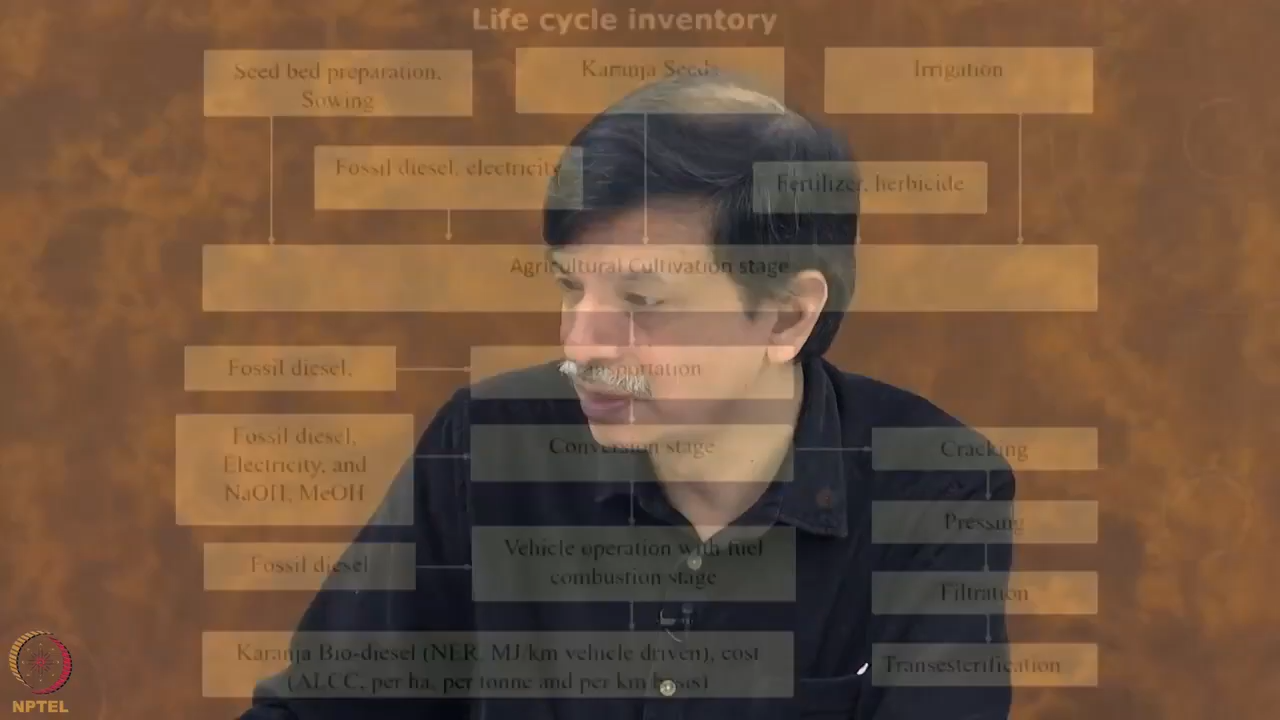 Life cycle inventory
Seed bed preparation,
Sowing
Karanja Seeds
Irrigation
Fossil diesel, electricity
Fertilizer, herbicide
Agricultural Cultivation stage
Fossil diesel,
Transportation
Fossil diesel,
Electricity, and
NaOH, MeOH
Conversion stage
Cracking
Pressing
Fossil diesel
Vehicle operation with fuel
combustion stage
Filtration
Karanja Bio-diesel (NER, MJ/km vehicle driven), cost
(ALCC, per ha, per tonne and per km basis)
Transesterification
NPTEL